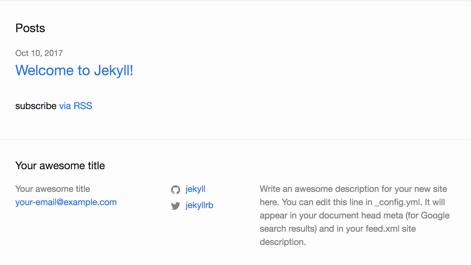 Posts
Oct 10, 2017
Welcome to Jekyll!
subscribe via RSS
Your awesome title
Your awesome title
your-email@example.com
jekyll
jekyllrb
Write an awesome description for your new site
here. You can edit this line in _config.yml. It will
appear in your document head meta (for Google
search results) and in your feed.xml site
description.